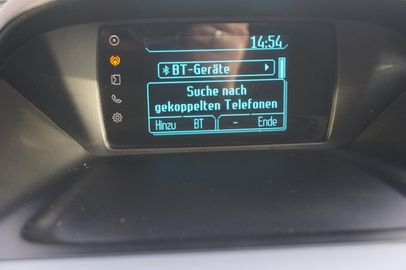 14:54
BT-Geräte
Suche nach
gekoppelten Telefonen
Hinzu BT - Ende